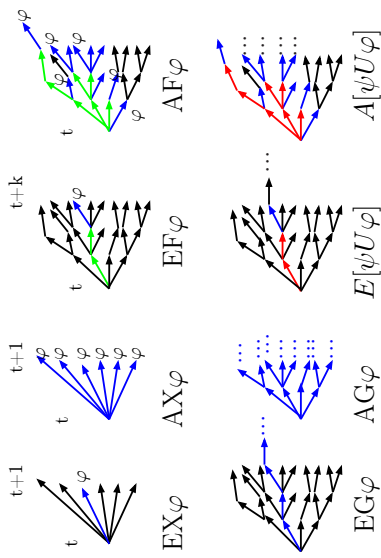 t+1
t
φ
EXφ
t+1
t
φ φ φ φ φ φ
AXφ
t+k
t
φ
EFφ
t
φ
φ
φ
φ
φ
AFφ
...
EGφ
... ... ... ... ... ... ...
AGφ
...
E[ψUφ]
... ... ... ...
A[ψUφ]